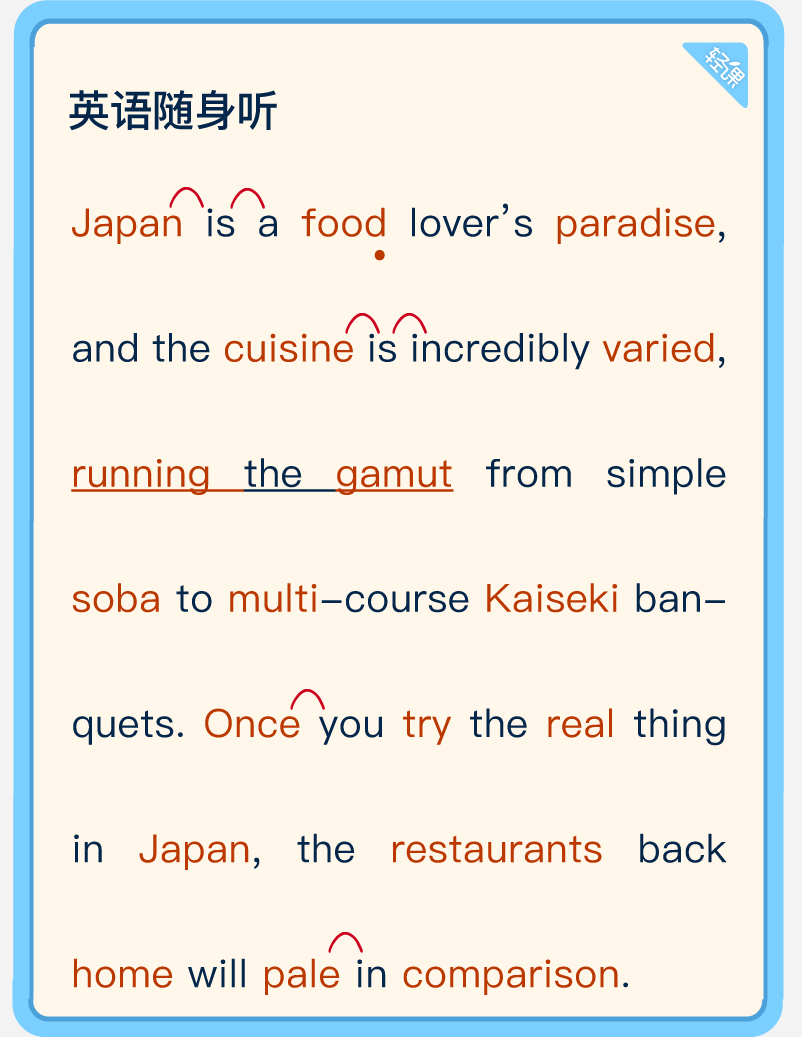 轻课
英语随身听
Japan is a food lover’s paradise,
and the cuisine is incredibly varied,
running the gamut from simple
soba to multi–course Kaiseki ban–
quets. Once you try the real thing
in Japan, the restaurants back
home will pale in comparison.